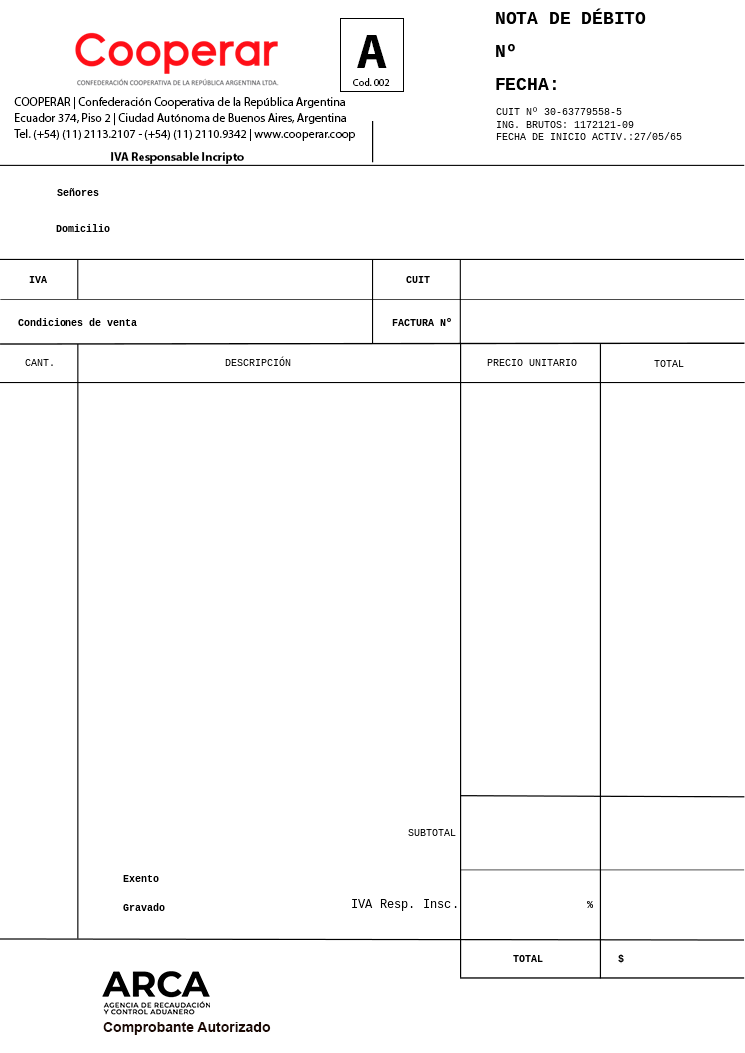 Cooperar
CONFEDERACIÓN COOPERATIVA DE LA REPÚBLICA ARGENTINA LTDA.
COOPERAR | Confederación Cooperativa de la República Argentina
Ecuador 374, Piso 2 | Ciudad Autónoma de Buenos Aires, Argentina
Tel. (+54) (11) 2113.2107 - (+54) (11) 2110.9342 | www.cooperar.coop
IVA Responsable Incripto
A
Cod. 002
NOTA DE DÉBITO
Nº
FECHA:
CUIT Nº 30-63779558-5
ING. BRUTOS: 1172121-09
FECHA DE INICIO ACTIV.:27/05/65
Señores
Domicilio
IVA CUIT
Condiciones de venta FACTURA Nº
CANT. DESCRIPCIÓN PRECIO UNITARIO TOTAL
SUBTOTAL
Exento
Gravado IVA Resp. Insc. %
TOTAL $
ARCA
AGENCIA DE RECAUDACIÓN
Y CONTROL ADUANERO
Comprobante Autorizado